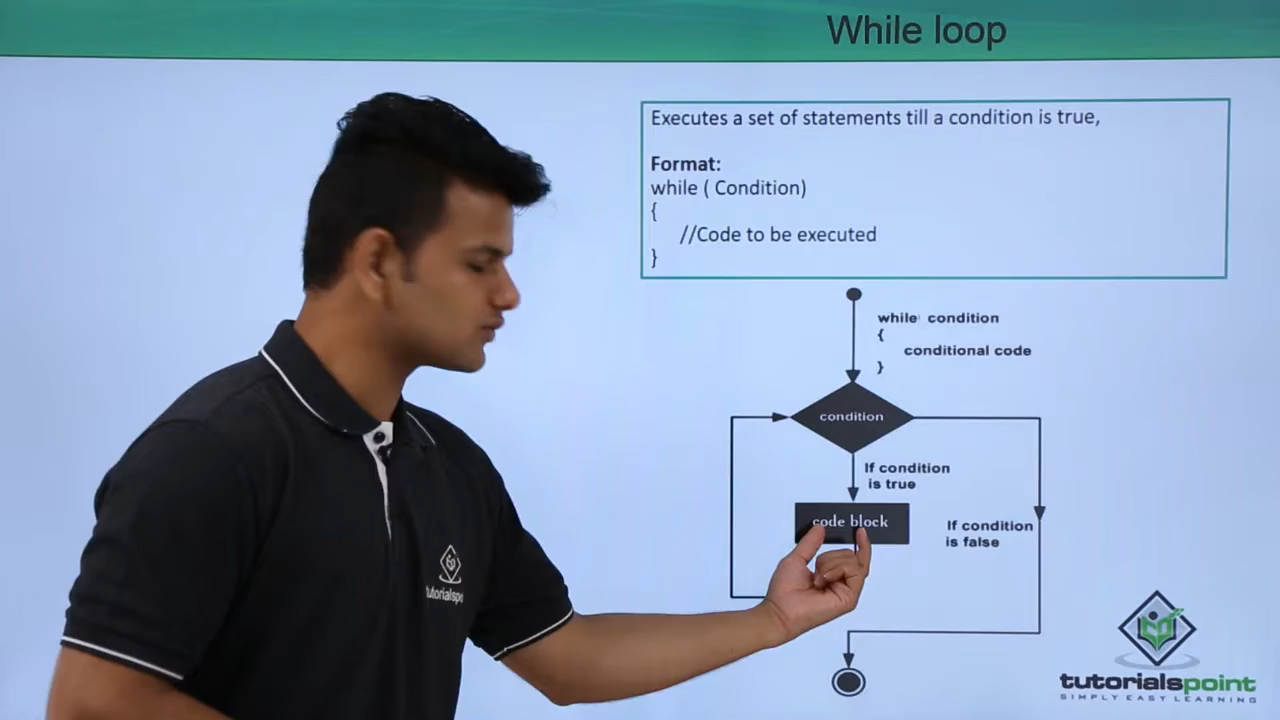 While loop
Executes a set of statements till a condition is true,
Format:
while ( Condition)
{
//Code to be executed
}
while condition
{
conditional code
}
condition
If condition
is true
code block
If condition
is false
tutorialspo
tutorialspoint
SIMPLY EASY LEARNING